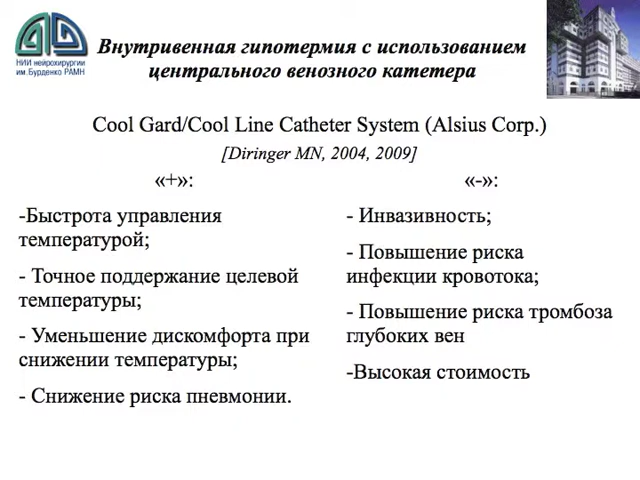 НИИ нейрохирургии
им.Бурденко РАМН
Внутривенная гипотермия с использованием
центрального венозного катетера
Cool Gard/Cool Line Catheter System (Alsius Corp.)
[Diringer MN, 2004, 2009]
«+»:
-Быстрота управления
температурой;
- Точное поддержание целевой
температуры;
- Уменьшение дискомфорта при
снижении температуры;
- Снижение риска пневмонии.
«-»:
- Инвазивность;
- Повышение риска
инфекции кровотока;
- Повышение риска тромбоза
глубоких вен
-Высокая стоимость